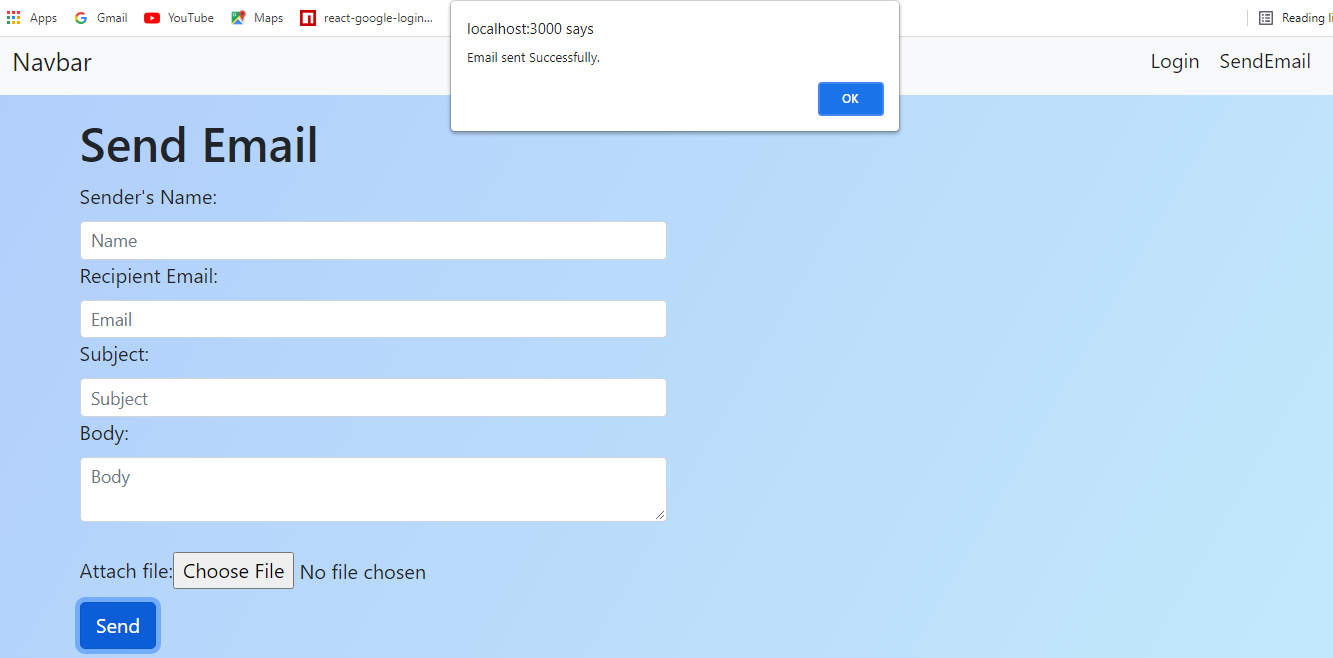 Apps Gmail YouTube Maps react-google-login... Reading li
localhost:3000 says
Email sent Successfully.
OK
Navbar Login SendEmail
Send Email
Sender's Name:
Name
Recipient Email:
Email
Subject:
Subject
Body:
Body
Attach file: Choose File No file chosen
Send